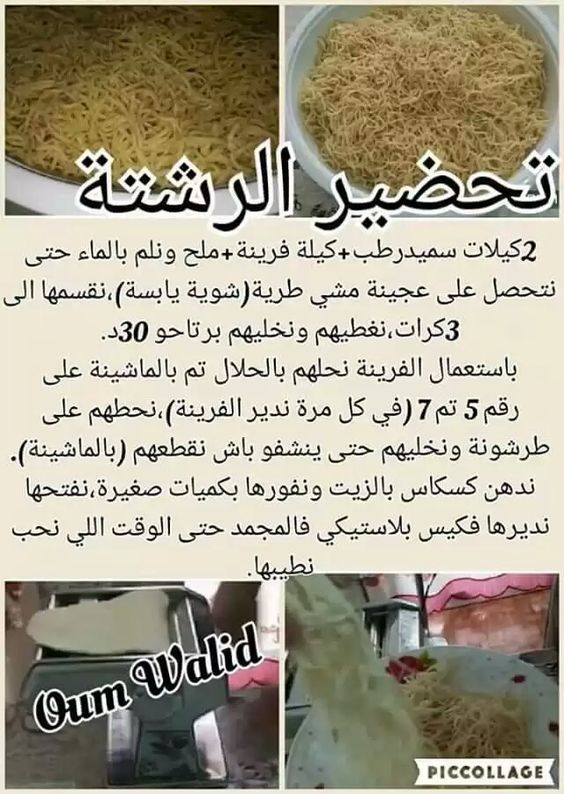 تحضير الرشتة
2كيلات سميدرطب+كيلة فرينة+ملح ونلم بالماء حتى
نتحصل على عجينة مشي طرية(شوية يابسة)،نقسمها الى
3كرات،نغطيهم ونخليهم يرتاحو 30د.
باستعمال الفرينة نحلهم بالحلال تم بالماشينة على
رقم 5 تم 7 (في كل مرة ندير الفرينة)،نحطهم على
طرشونة ونخليهم حتى ينشفو باش نقطعهم (بالماشينة).
ندهن كسكاس بالزيت ونفورها بكميات صغيرة،نفتحها
نديرها فكيس بلاستيكي فالمجمد حتى الوقت اللي نحب
نطيبها.
Oum Walid
PICCOLLAGE